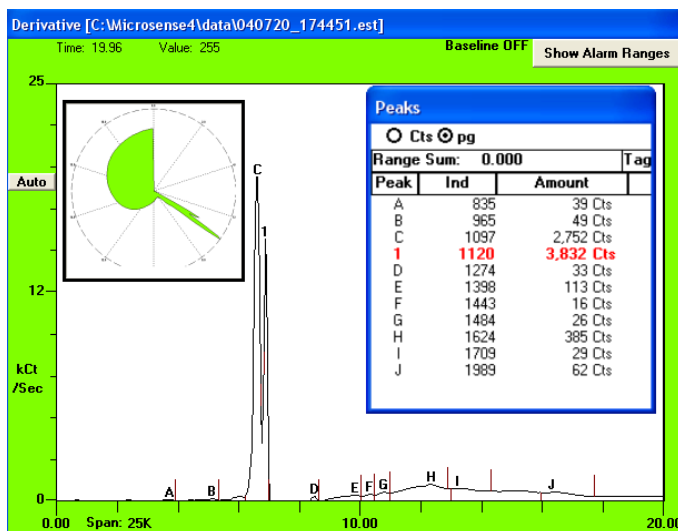 Derivative [C:\Microsense4\data\040720_174451.est]
Time: 19.96 Value: 255 Baseline OFF Show Alarm Ranges
25
Auto
12
kCt
/Sec
0
C
1
A B D E F G H I J
0.00 Span: 25K 10.00 20.00
Peaks
Cts pg
Range Sum: 0.000 Tag
Peak Ind Amount
A 835 39 Cts
B 965 49 Cts
C 1097 2,752 Cts
1 1120 3,832 Cts
D 1274 33 Cts
E 1398 113 Cts
F 1443 16 Cts
G 1484 26 Cts
H 1624 385 Cts
I 1709 29 Cts
J 1989 62 Cts